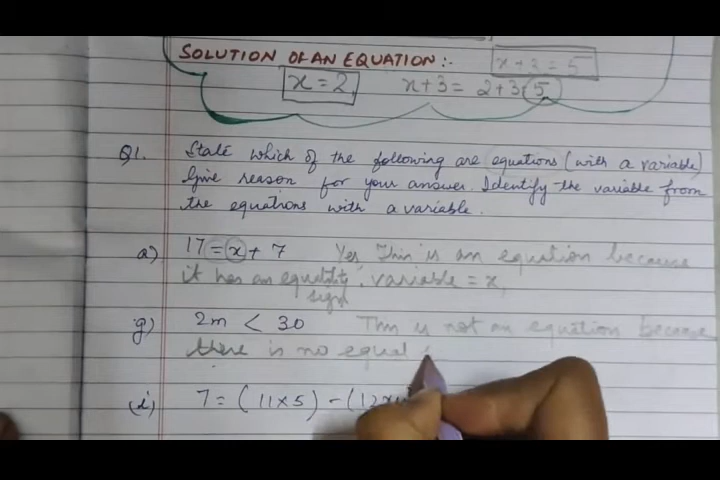 SOLUTION OF AN EQUATION :-
x + 3 = 5
x = 2, x + 3 = 2 + 3 5
Q1. State which of the following are equations (with a variable)
Give reason for your answer. Identify the variable from
the equations with a variable.
a) 17 = x + 7 Yes This is an equation because
it has an equality sign. variable = x,
g) 2m < 30 This is not an equation because
there is no equal
(i) 7 = (11 × 5) - (12 ×